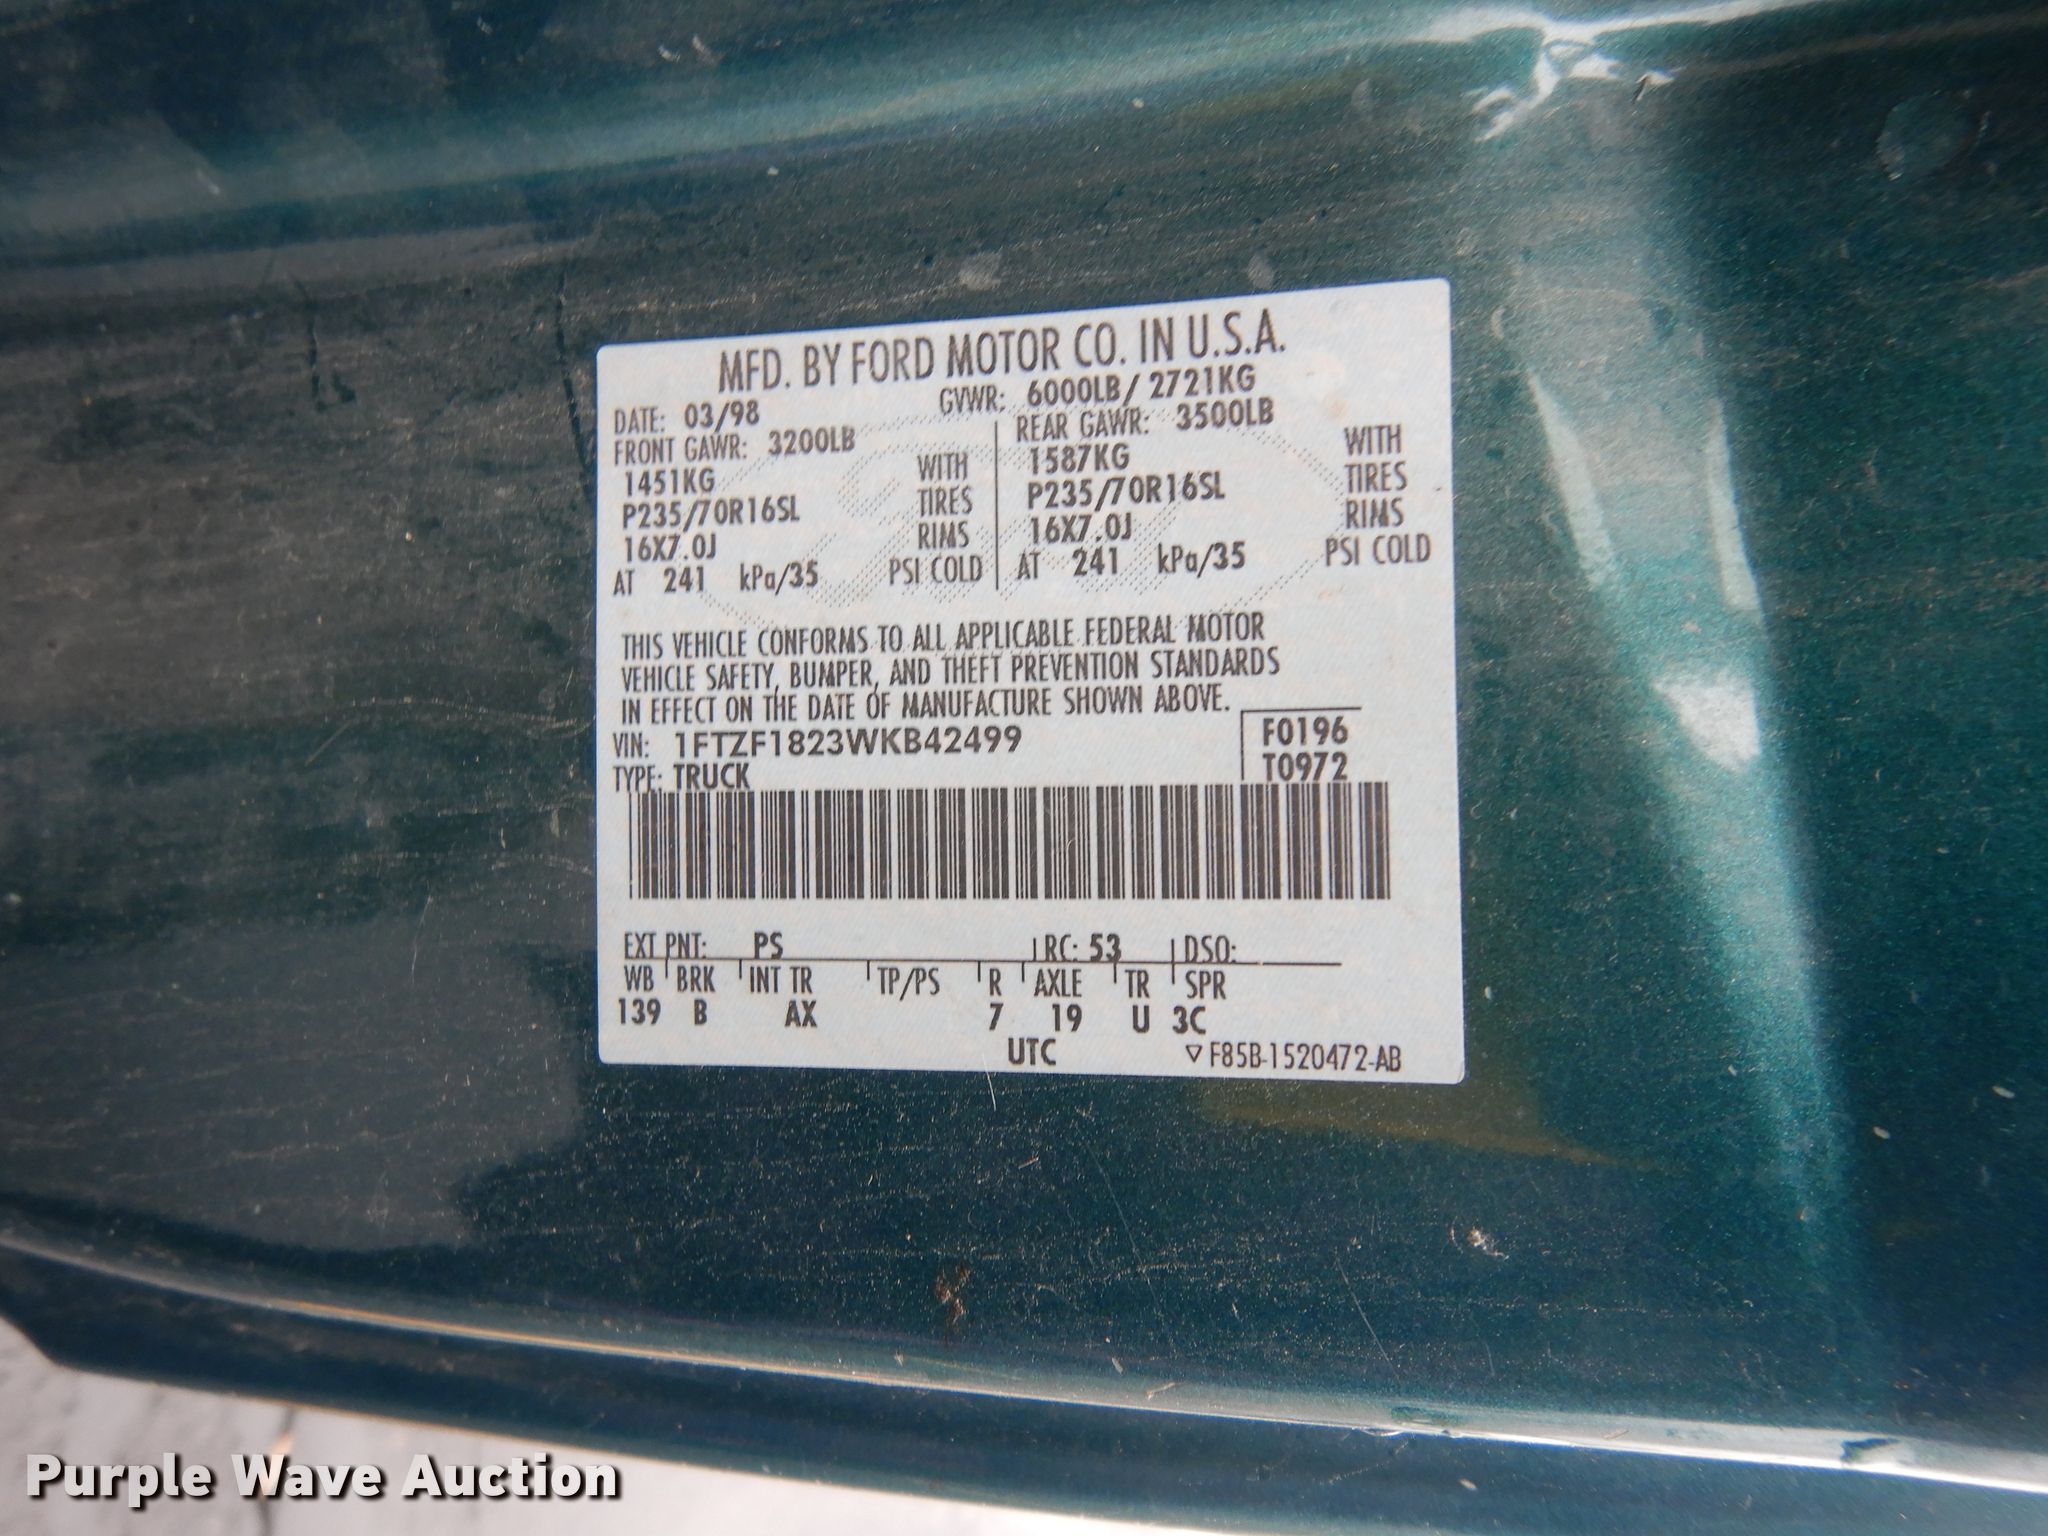 MFD. BY FORD MOTOR CO. IN U.S.A.
DATE: 03/98 GVWR: 6000LB/ 2721KG
FRONT GAWR: 3200LB REAR GAWR: 3500LB
1451KG WITH 1587KG WITH
P235/70R16SL TIRES P235/70R16SL TIRES
16X7.0J RIMS 16X7.0J RIMS
AT 241 kPa/35 PSI COLD AT 241 kPa/35 PSI COLD
THIS VEHICLE CONFORMS TO ALL APPLICABLE FEDERAL MOTOR
VEHICLE SAFETY, BUMPER, AND THEFT PREVENTION STANDARDS
IN EFFECT ON THE DATE OF MANUFACTURE SHOWN ABOVE.
VIN: 1FTZF1823WKB42499 F0196
TYPE: TRUCK T0972
EXT PNT: PS RC: 53 DSO:
WB BRK INT TR TP/PS R AXLE TR SPR
139 B AX 7 19 U 3C
UTC ▽F85B-1520472-AB
Purple Wave Auction